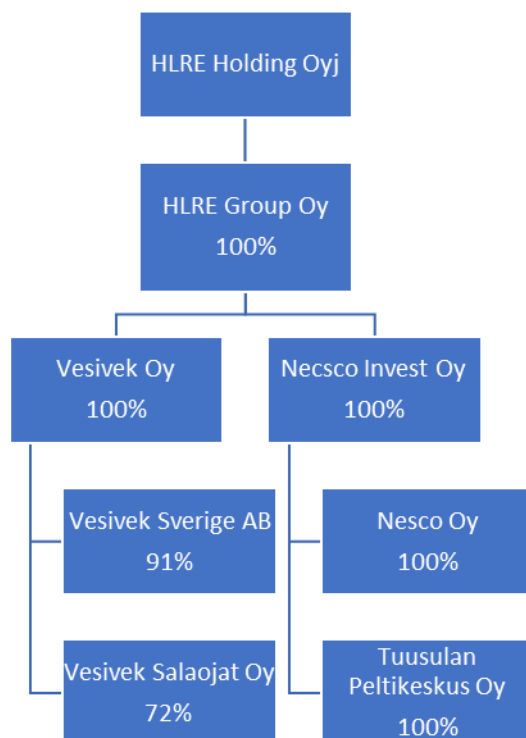 HLRE Holding Oyj
HLRE Group Oy
100%
Vesivek Oy
100%
Necsco Invest Oy
100%
Vesivek Sverige AB
91%
Nesco Oy
100%
Vesivek Salaojat Oy
72%
Tuusulan
Peltikeskus Oy
100%